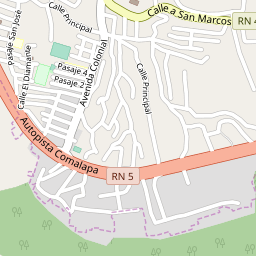 Calle a San Marcos
RN 4
Calle Principal
Pasaje San José
Calle El Diamante
Avenida Colonial
Pasaje 4
Pasaje 2
Calle Principal
Autopista Comalapa
RN 5